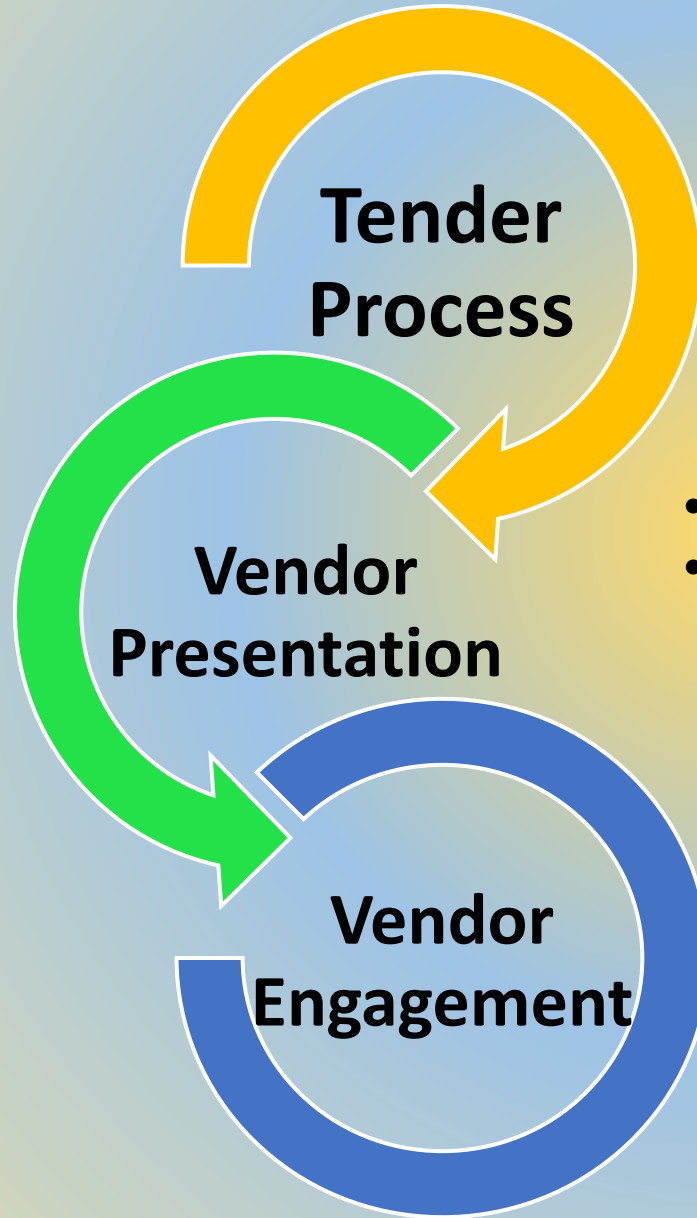 Tender
Process
•
•
Vendor
Presentation
Vendor
Engagement